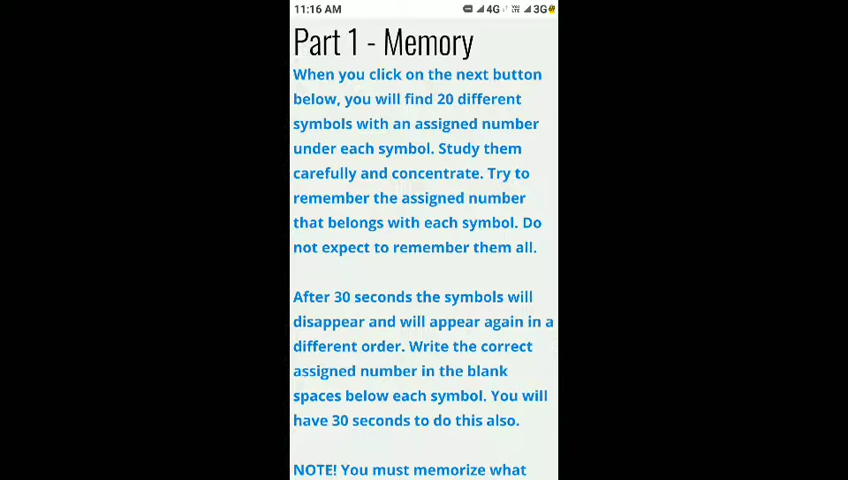 11:16 AM 4G 3G
Part 1 - Memory
When you click on the next button
below, you will find 20 different
symbols with an assigned number
under each symbol. Study them
carefully and concentrate. Try to
remember the assigned number
that belongs with each symbol. Do
not expect to remember them all.
After 30 seconds the symbols will
disappear and will appear again in a
different order. Write the correct
assigned number in the blank
spaces below each symbol. You will
have 30 seconds to do this also.
NOTE! You must memorize what